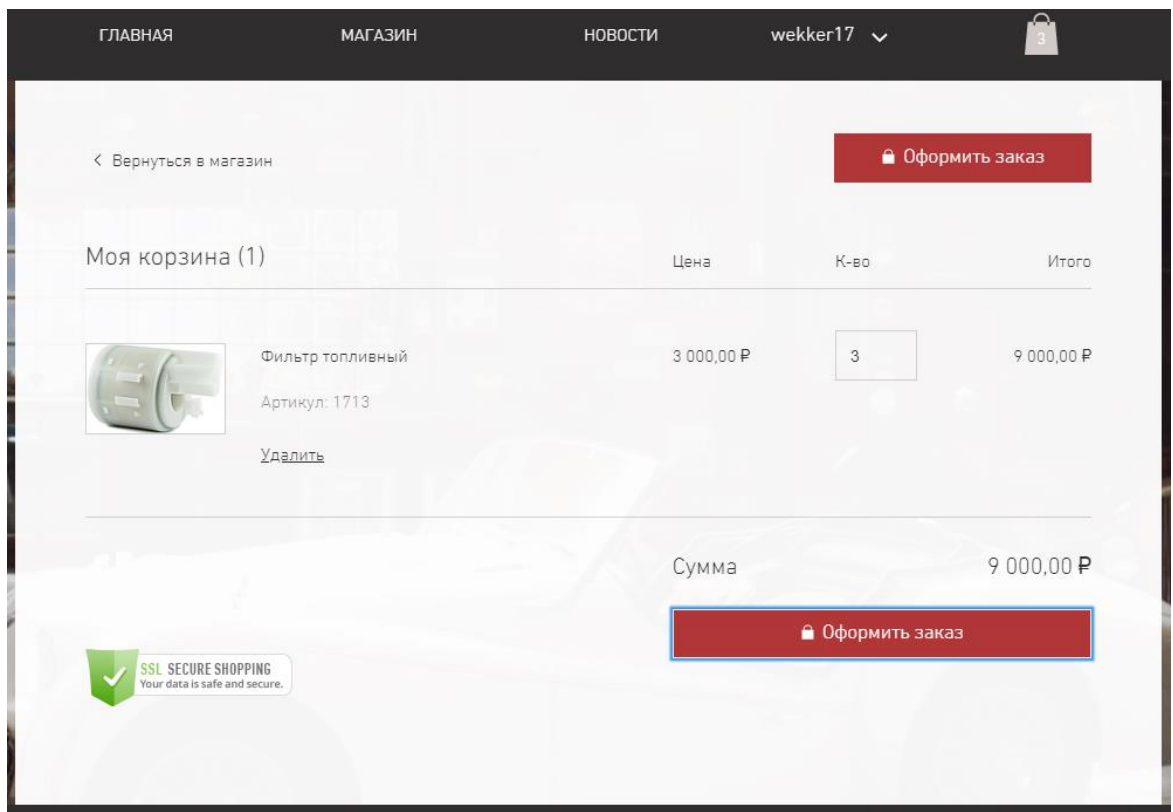 ГЛАВНАЯ МАГАЗИН НОВОСТИ wekker17 3
< Вернуться в магазин Оформить заказ
Моя корзина (1) Цена К-во Итого
Фильтр топливный 3 000,00 ₽ 3 9 000,00 ₽
Артикул: 1713
Удалить
Сумма 9 000,00 ₽
Оформить заказ
SSL SECURE SHOPPING
Your data is safe and secure.